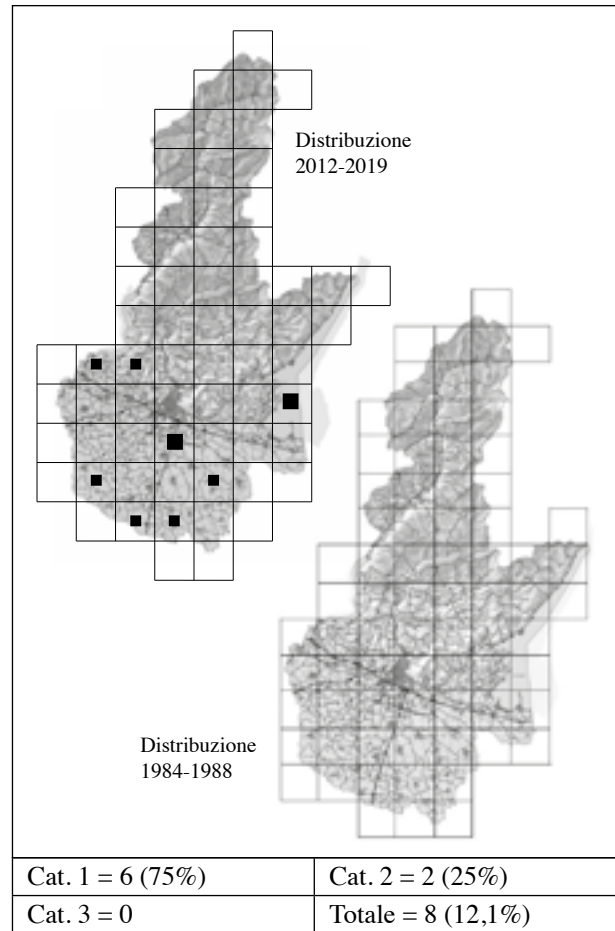 Distribuzione
2012-2019
Distribuzione
1984-1988
Cat. 1 = 6 (75%)
Cat. 2 = 2 (25%)
Cat. 3 = 0
Totale = 8 (12,1%)